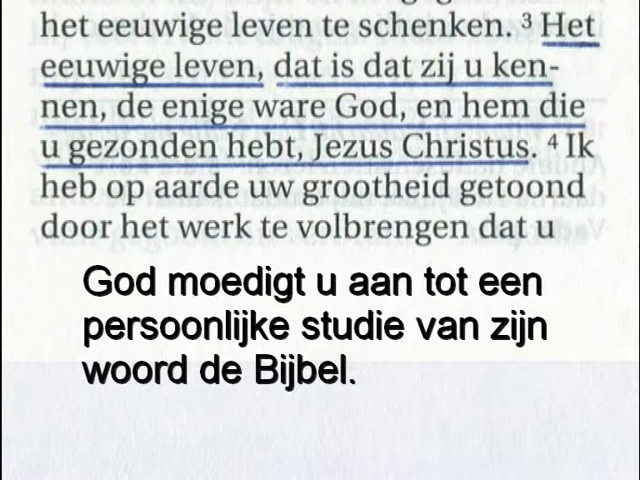 het eeuwige leven te schenken. ³ Het
eeuwige leven, dat is dat zij u ken-
nen, de enige ware God, en hem die
u gezonden hebt, Jezus Christus. ⁴ Ik
heb op aarde uw grootheid getoond
door het werk te volbrengen dat u
God moedigt u aan tot een
persoonlijke studie van zijn
woord de Bijbel.